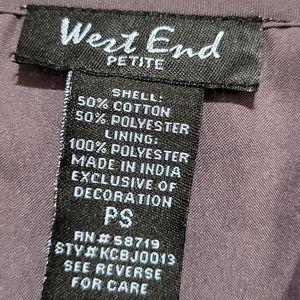 West End
PETITE
SHELL:
50% COTTON
50% POLYESTER
LINING:
100% POLYESTER
MADE IN INDIA
EXCLUSIVE OF
DECORATION
PS
RN# 58719
STY# KCBJ0013
SEE REVERSE
FOR CARE